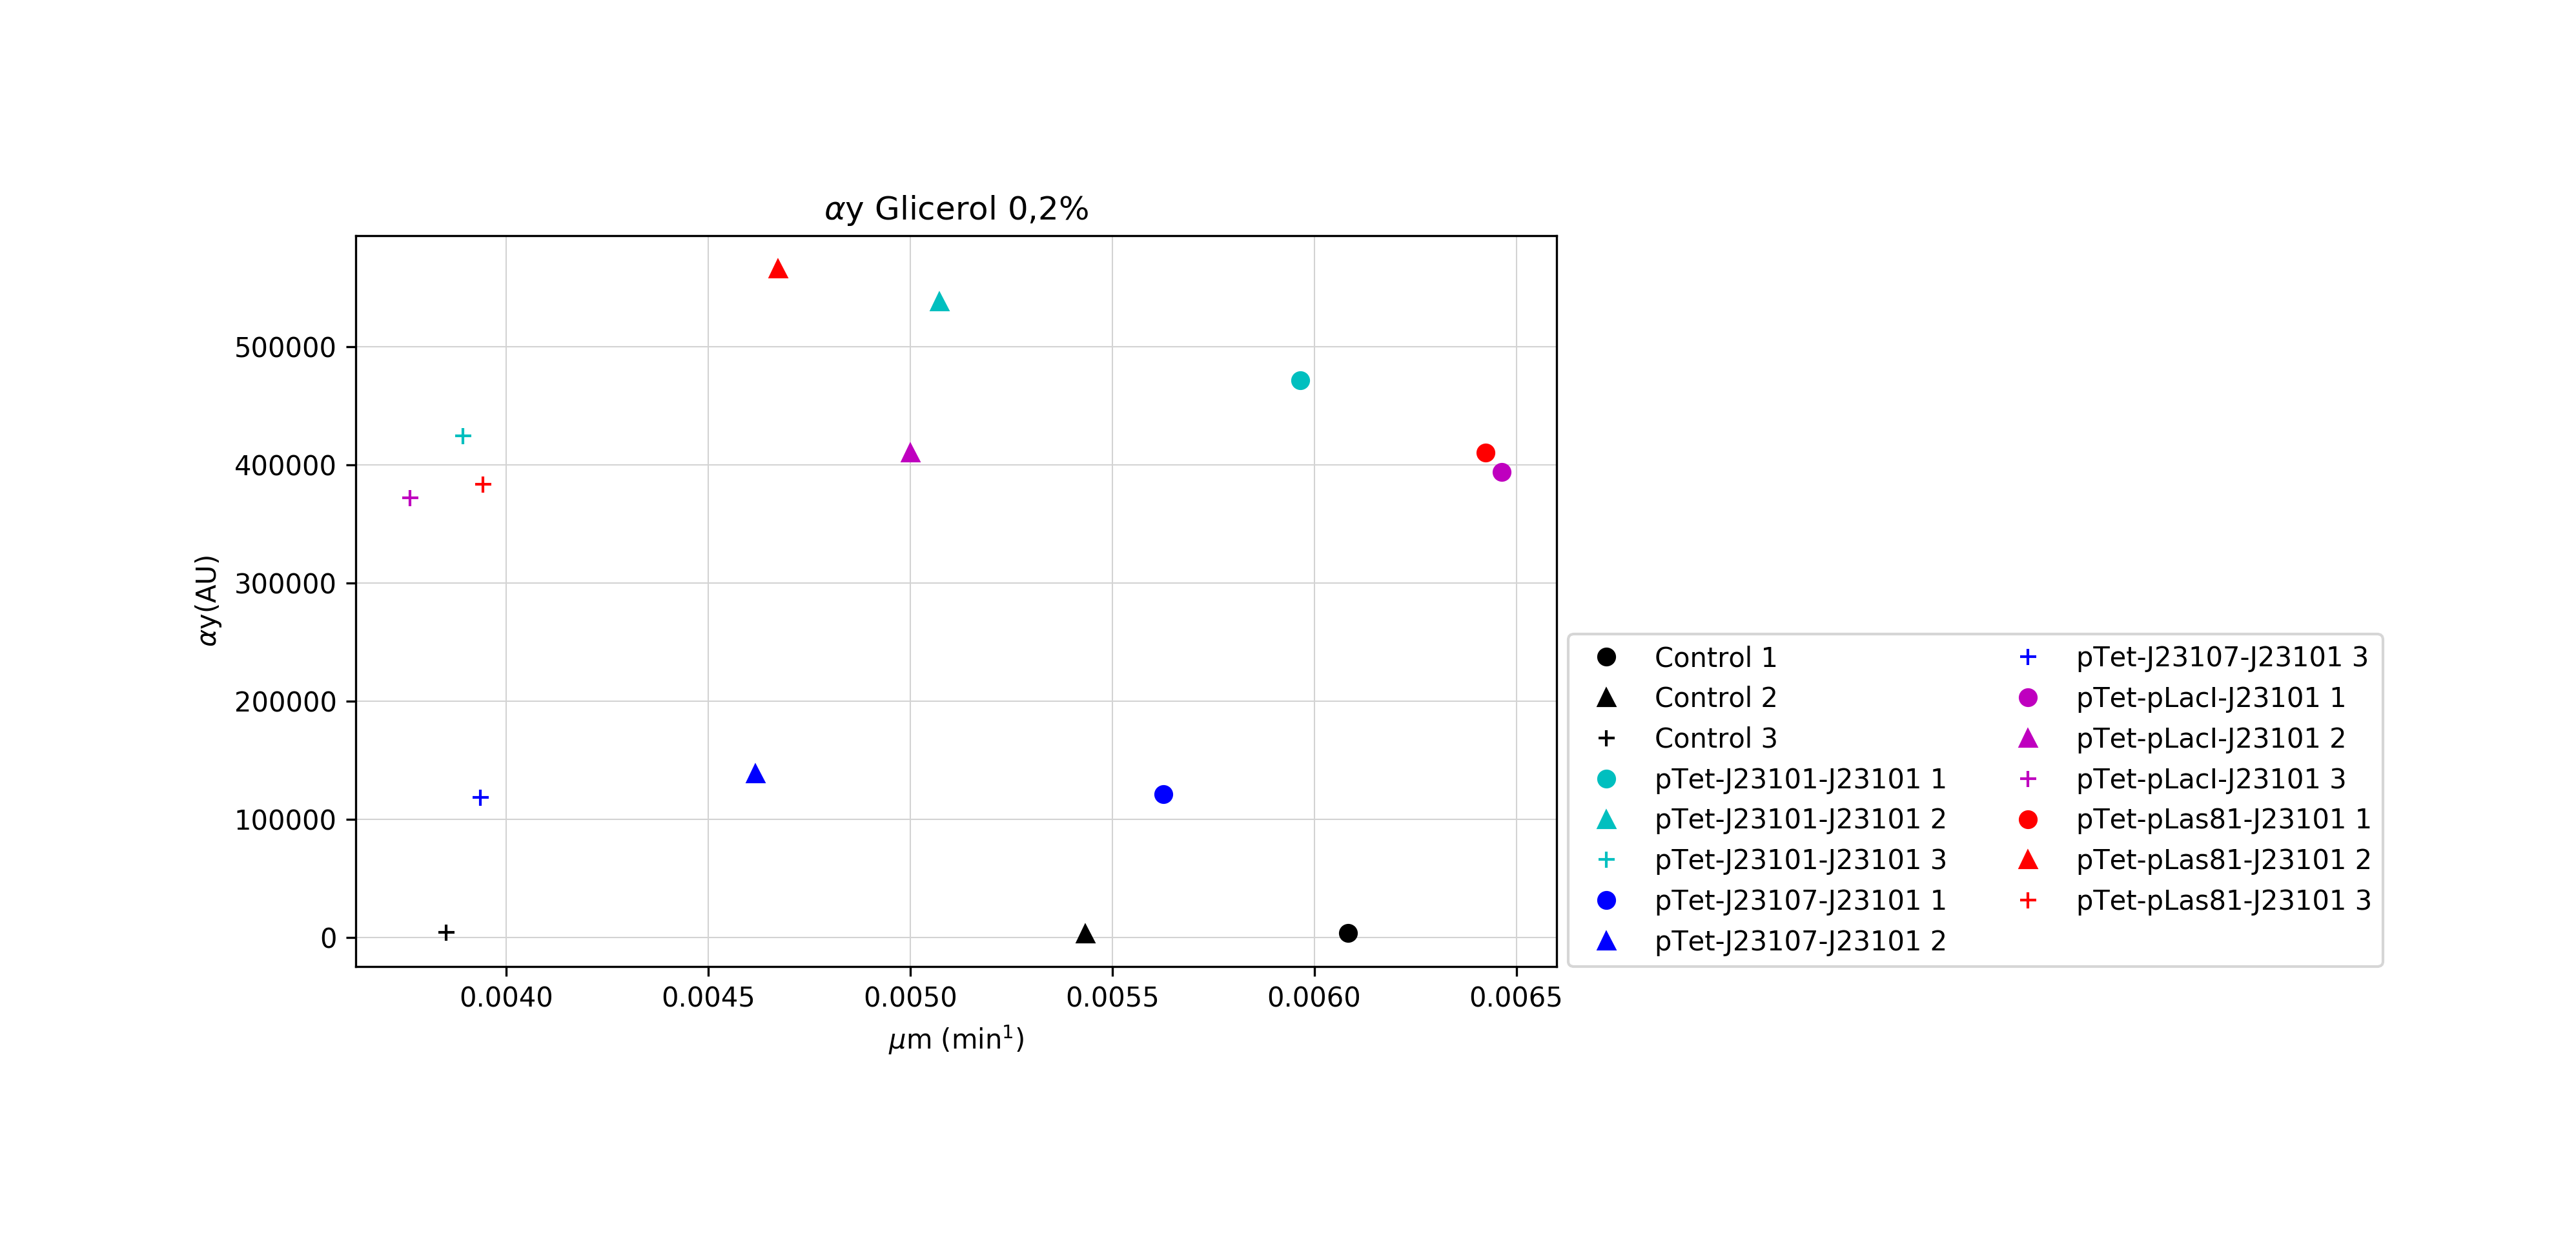 αy Glicerol 0,2%
500000
400000
300000
200000
100000
0
αy(AU)
0.0040 0.0045 0.0050 0.0055 0.0060 0.0065
μm (min¹)
Control 1
Control 2
Control 3
pTet-J23101-J23101 1
pTet-J23101-J23101 2
pTet-J23101-J23101 3
pTet-J23107-J23101 1
pTet-J23107-J23101 2
pTet-J23107-J23101 3
pTet-pLacI-J23101 1
pTet-pLacI-J23101 2
pTet-pLacI-J23101 3
pTet-pLas81-J23101 1
pTet-pLas81-J23101 2
pTet-pLas81-J23101 3